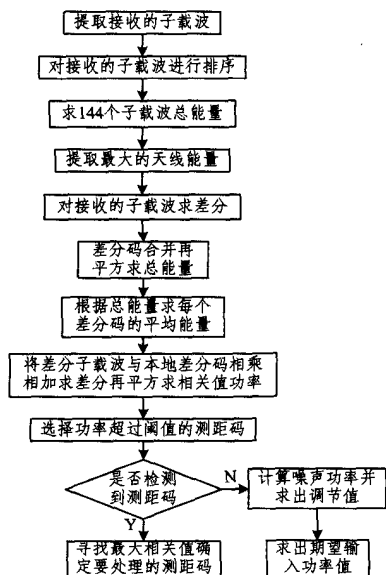 提取接收的子载波
对接收的子载波进行排序
求144个子载波总能量
提取最大的天线能量
对接收的子载波求差分
差分码合并再
平方求总能量
根据总能量求每个
差分码的平均能量
将差分子载波与本地差分码相乘
相加求差分再平方求相关值功率
选择功率超过阈值的测距码
是否检测
到测距码
N
计算噪声功率并
求出调节值
Y
寻找最大相关值确
定要处理的测距码
求出期望输
入功率值